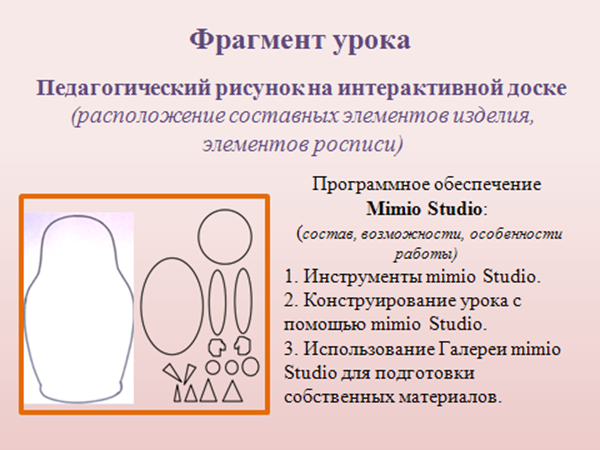 Фрагмент урока
Педагогический рисунок на интерактивной доске
(расположение составных элементов изделия,
элементов росписи)
Программное обеспечение
Mimio Studio:
(состав, возможности, особенности
работы)
1. Инструменты mimio Studio.
2. Конструирование урока с
помощью mimio Studio.
3. Использование Галереи mimio
Studio для подготовки
собственных материалов.